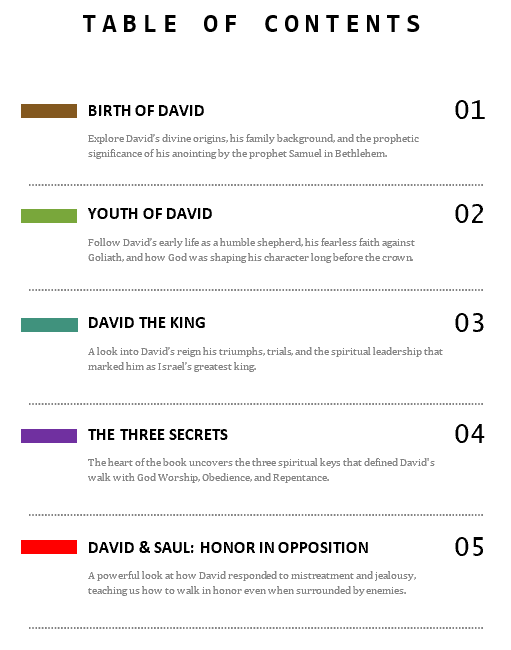 TABLE OF CONTENTS
BIRTH OF DAVID 01
Explore David's divine origins, his family background, and the prophetic
significance of his anointing by the prophet Samuel in Bethlehem.
YOUTH OF DAVID 02
Follow David's early life as a humble shepherd, his fearless faith against
Goliath, and how God was shaping his character long before the crown.
DAVID THE KING 03
A look into David's reign his triumphs, trials, and the spiritual leadership that
marked him as Israel's greatest king.
THE THREE SECRETS 04
The heart of the book uncovers the three spiritual keys that defined David's
walk with God Worship, Obedience, and Repentance.
DAVID & SAUL: HONOR IN OPPOSITION 05
A powerful look at how David responded to mistreatment and jealousy,
teaching us how to walk in honor even when surrounded by enemies.